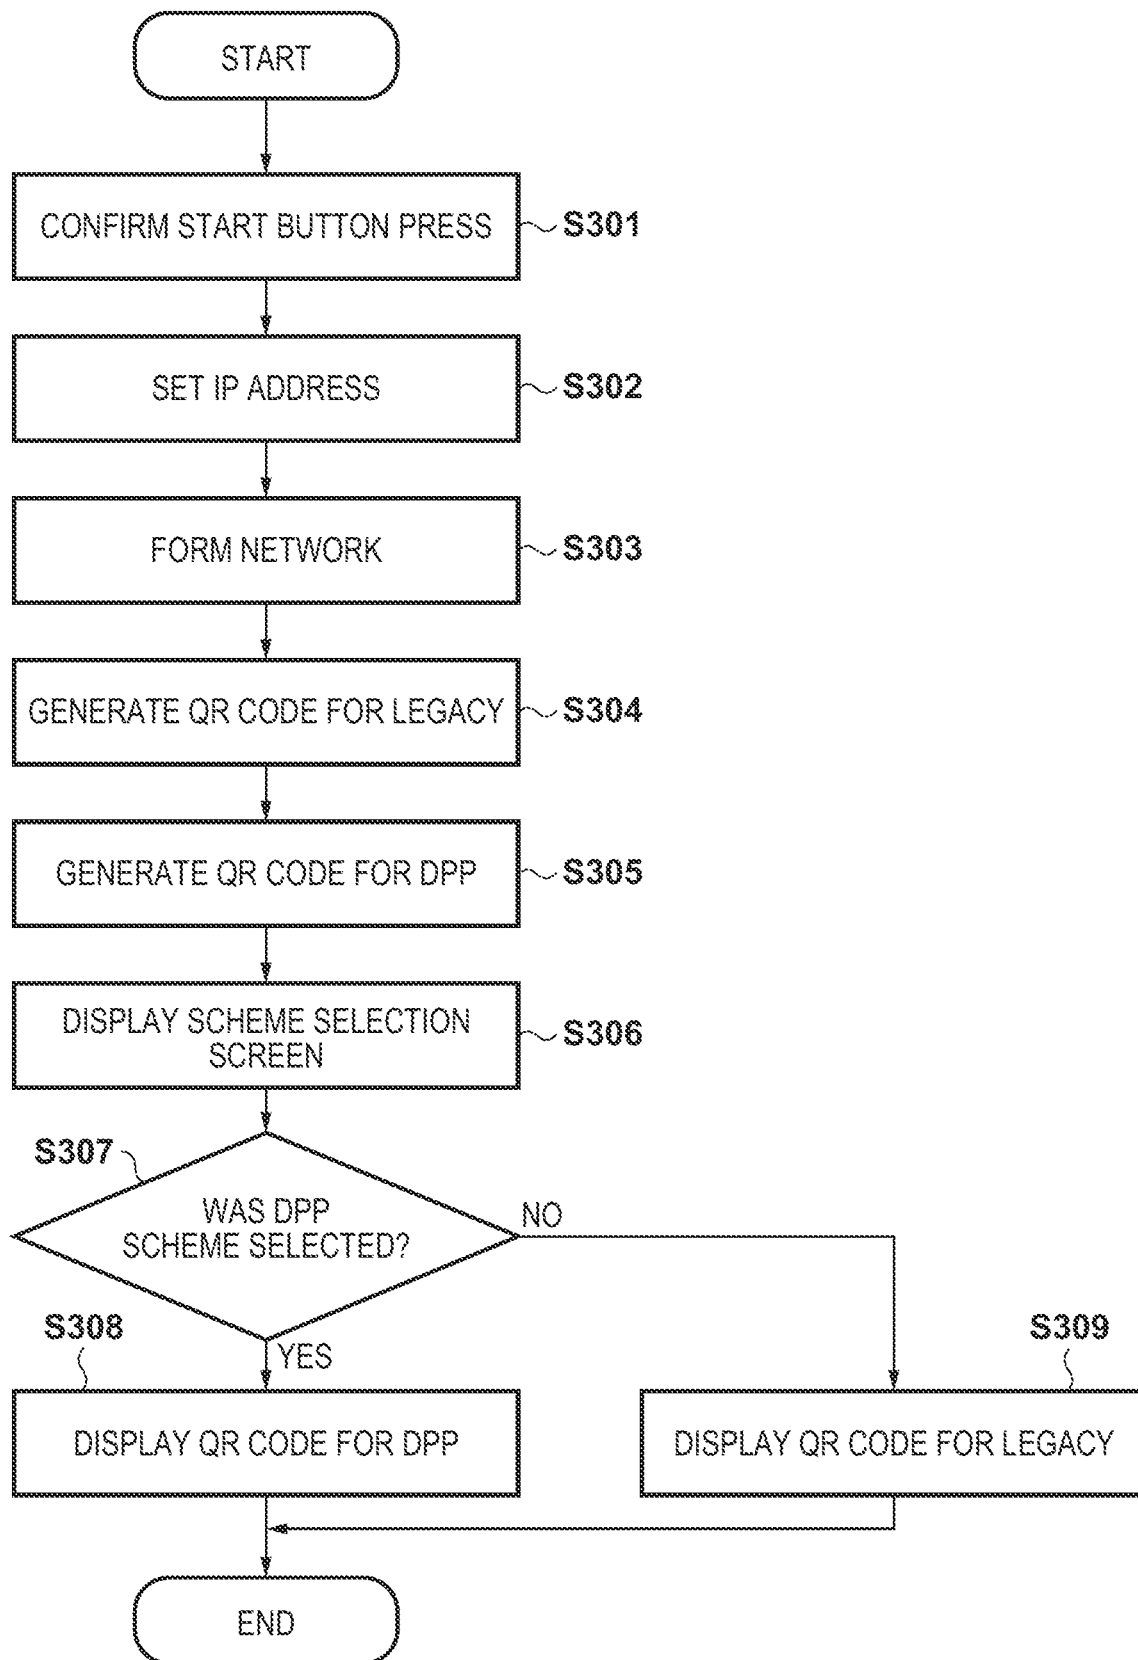 START
CONFIRM START BUTTON PRESS
S301
SET IP ADDRESS
S302
FORM NETWORK
S303
GENERATE QR CODE FOR LEGACY
S304
GENERATE QR CODE FOR DPP
S305
DISPLAY SCHEME SELECTION
SCREEN
S306
S307
WAS DPP
SCHEME SELECTED?
NO
YES
S308
DISPLAY QR CODE FOR DPP
S309
DISPLAY QR CODE FOR LEGACY
END